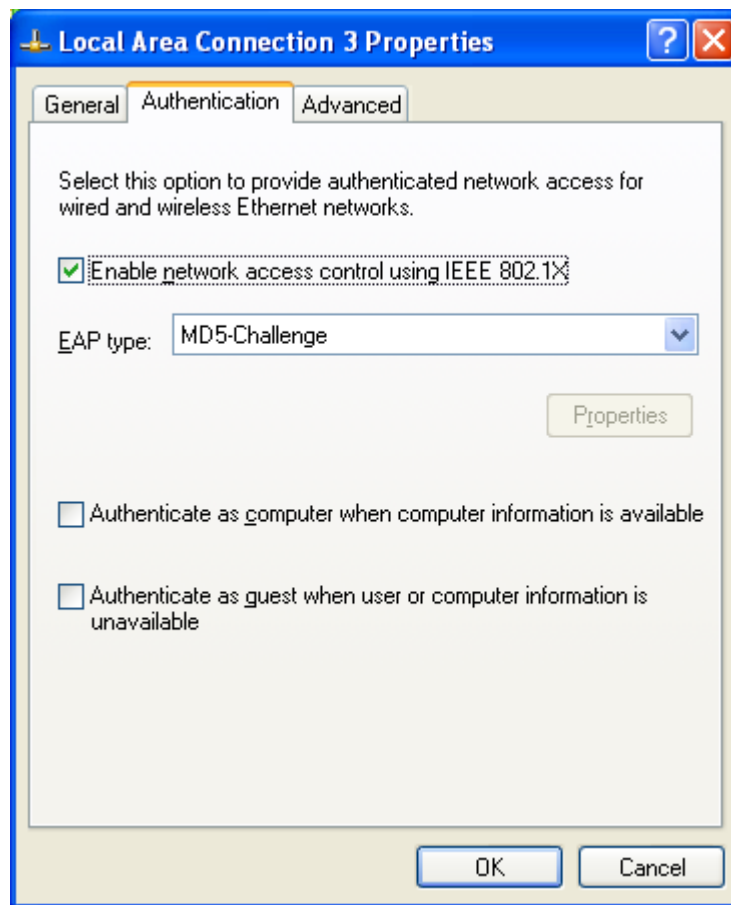 Local Area Connection 3 Properties
?
General
Authentication
Advanced
Select this option to provide authenticated network access for
wired and wireless Ethernet networks.
Enable network access control using IEEE 802.1X
EAP type:
MD5-Challenge
Properties
Authenticate as computer when computer information is available
Authenticate as guest when user or computer information is
unavailable
OK
Cancel